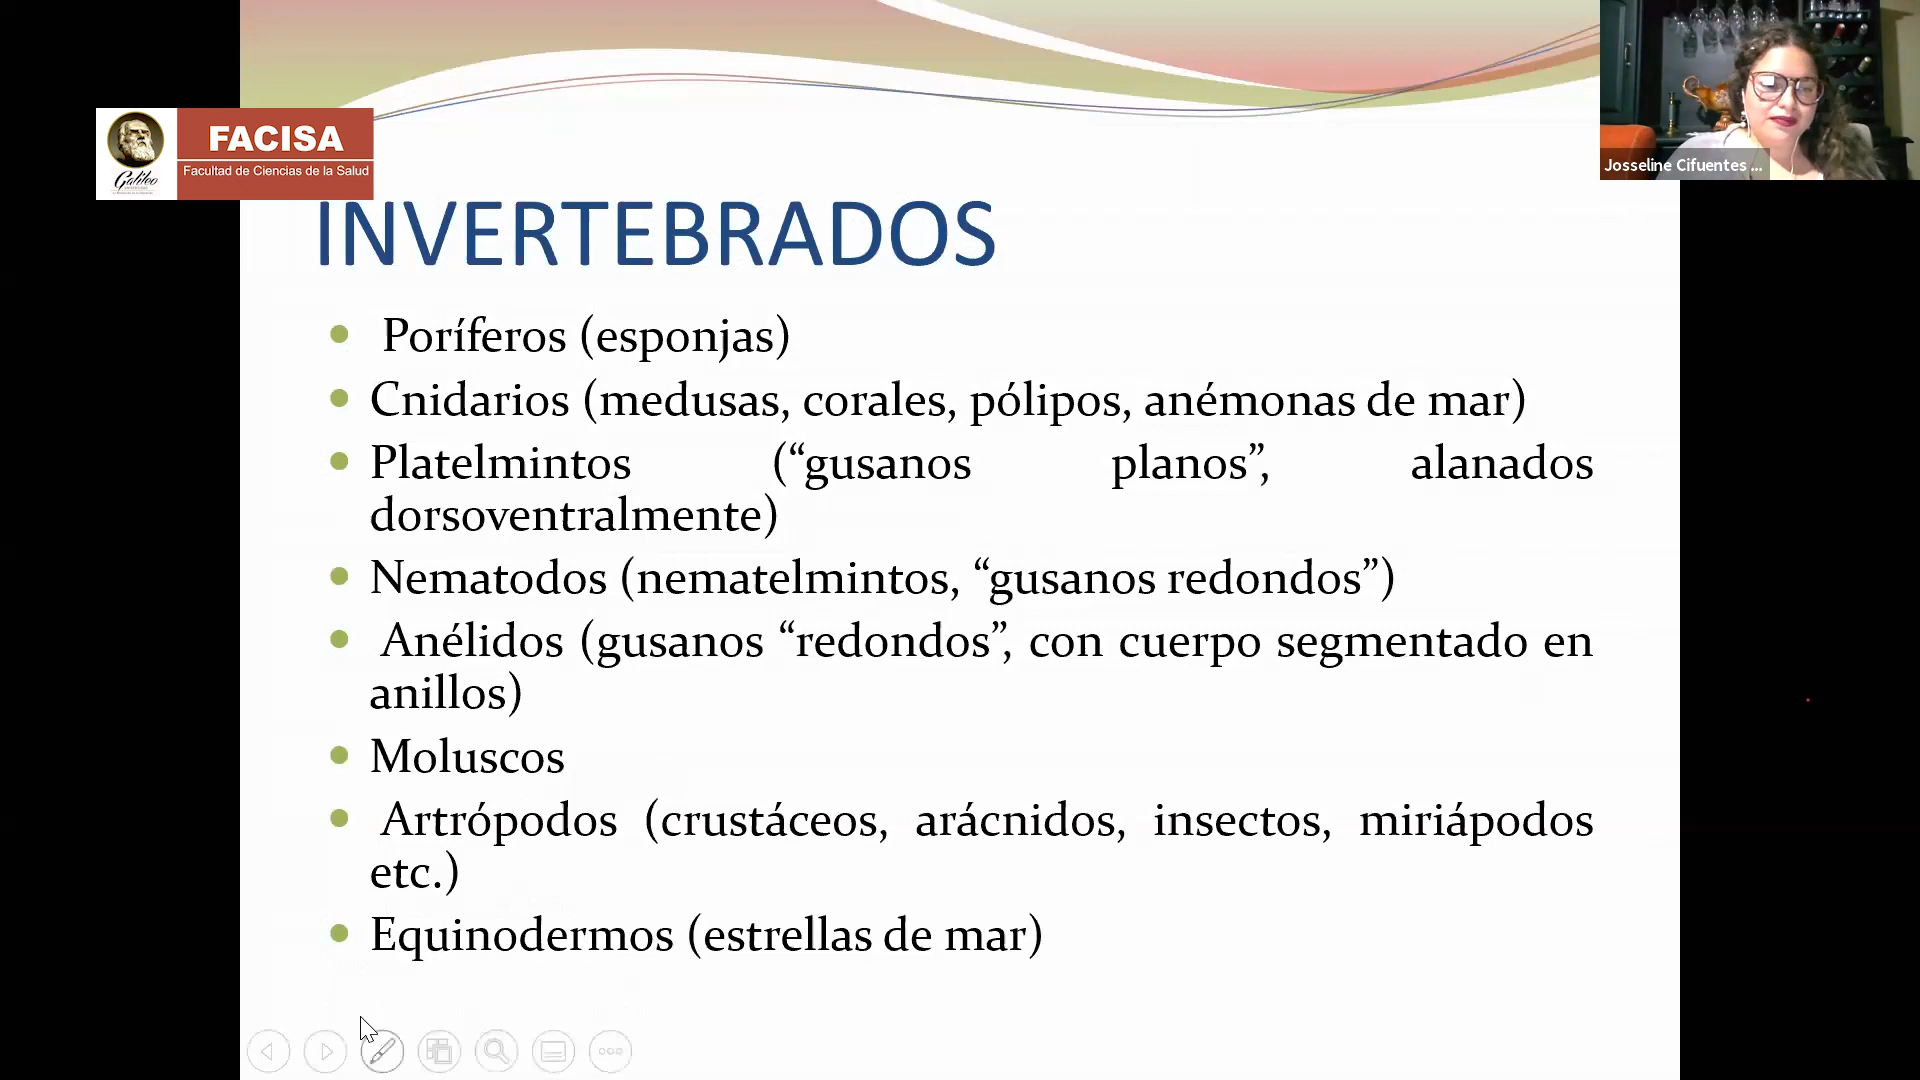 FACISA
Facultad de Ciencias de la Salud
Galileo
Josseline Cifuentes ...
INVERTEBRADOS
Poríferos (esponjas)
Cnidarios (medusas, corales, pólipos, anémonas de mar)
Platelmintos (“gusanos planos”, alanados
dorsoventralmente)
Nematodos (nematelmintos, “gusanos redondos”)
Anélidos (gusanos “redondos”, con cuerpo segmentado en
anillos)
Moluscos
Artrópodos (crustáceos, arácnidos, insectos, miriápodos
etc.)
Equinodermos (estrellas de mar)